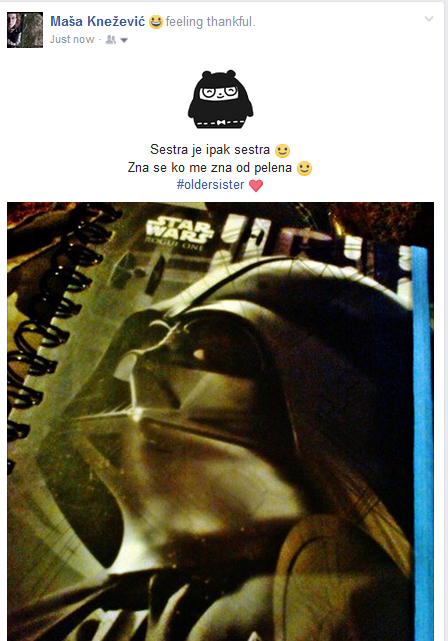 Maša Knežević feeling thankful.
Just now
Sestra je ipak sestra
Zna se ko me zna od pelena
#oldersister
STAR
WARS
ROGUE ONE